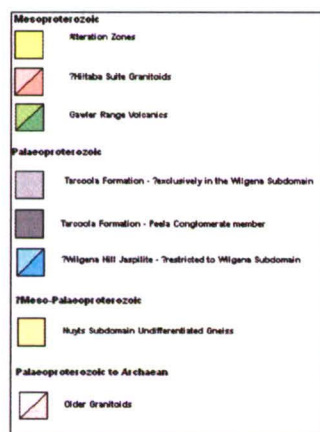 Mesoproterozoic
Alteration Zones
?Hiltaba Suite Granitoids
Gawler Range Volcanics
Palaeoproterozoic
Tarcoola Formation - ?exclusively in the Wilgena Subdomain
Tarcoola Formation - Peela Conglomerate member
?Wilgena Hill Jaspilite - ?restricted to Wilgena Subdomain
?Meso-Palaeoproterozoic
Nuyts Subdomain Undifferentiated Gneiss
Palaeoproterozoic to Archaean
Older Granitoids